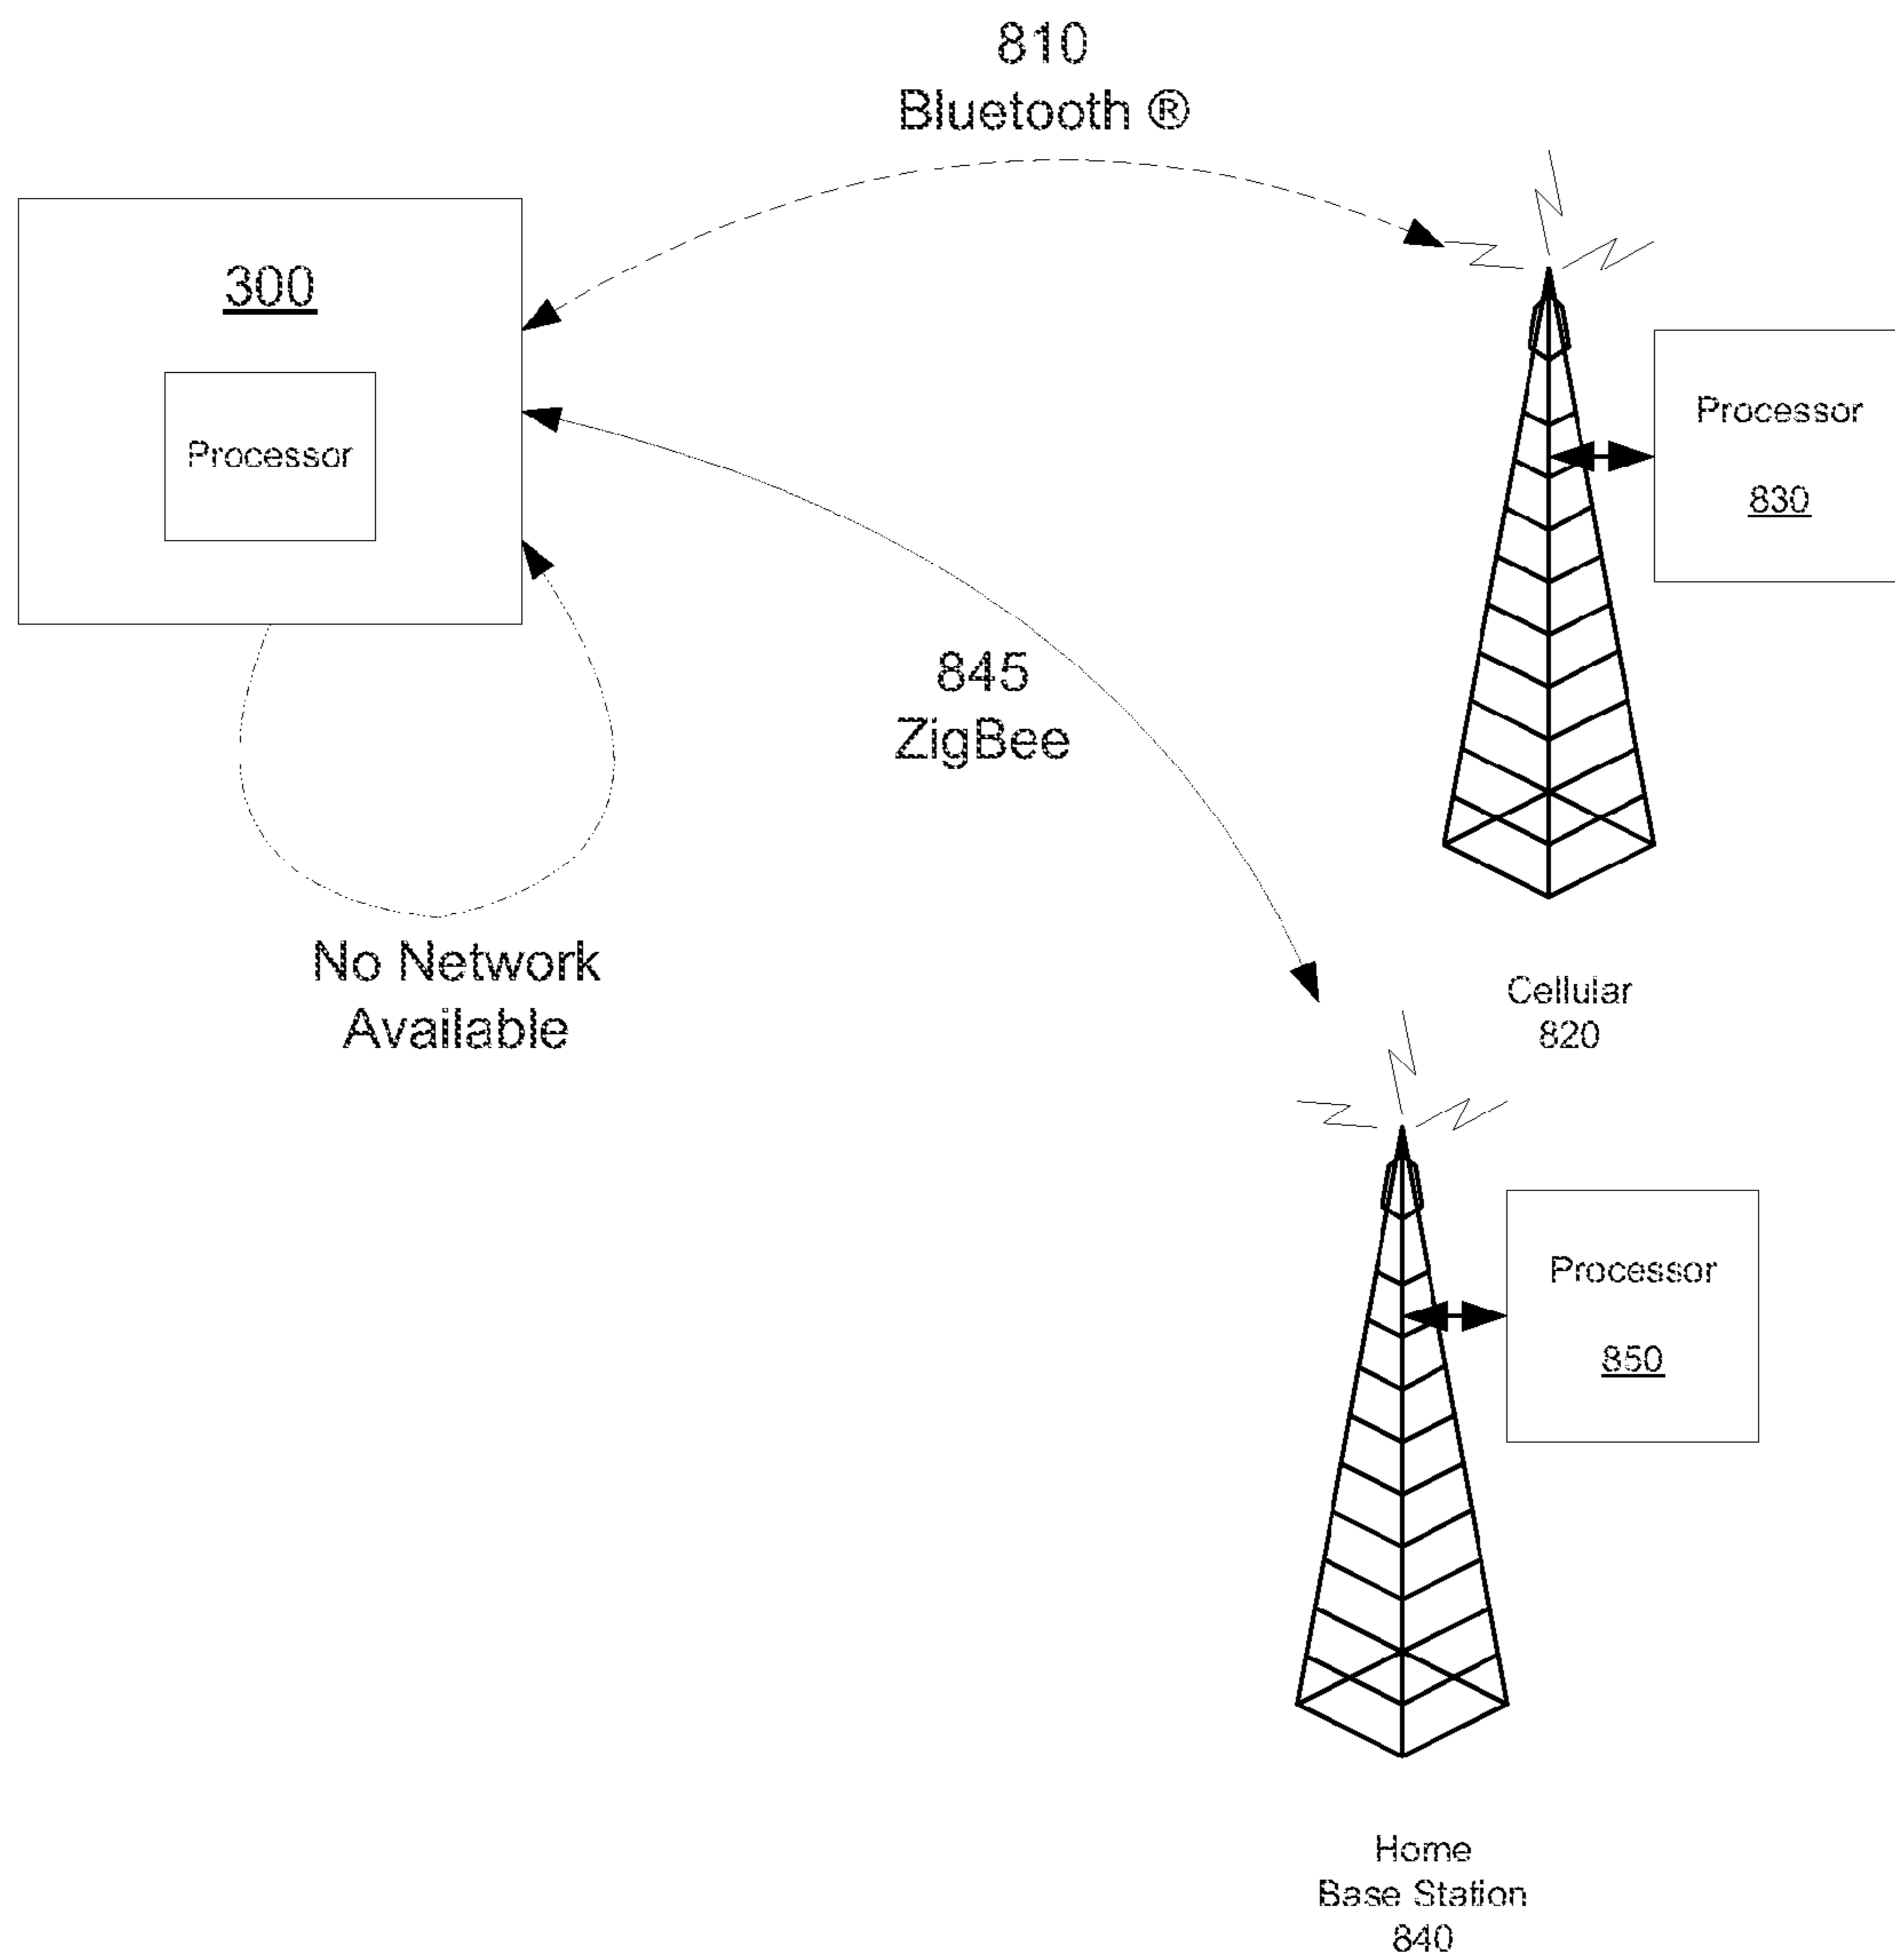 810
Bluetooth ®
300
Processor
Processor
830
845
ZigBee
No Network
Available
Cellular
820
Processor
850
Home
Base Station
840